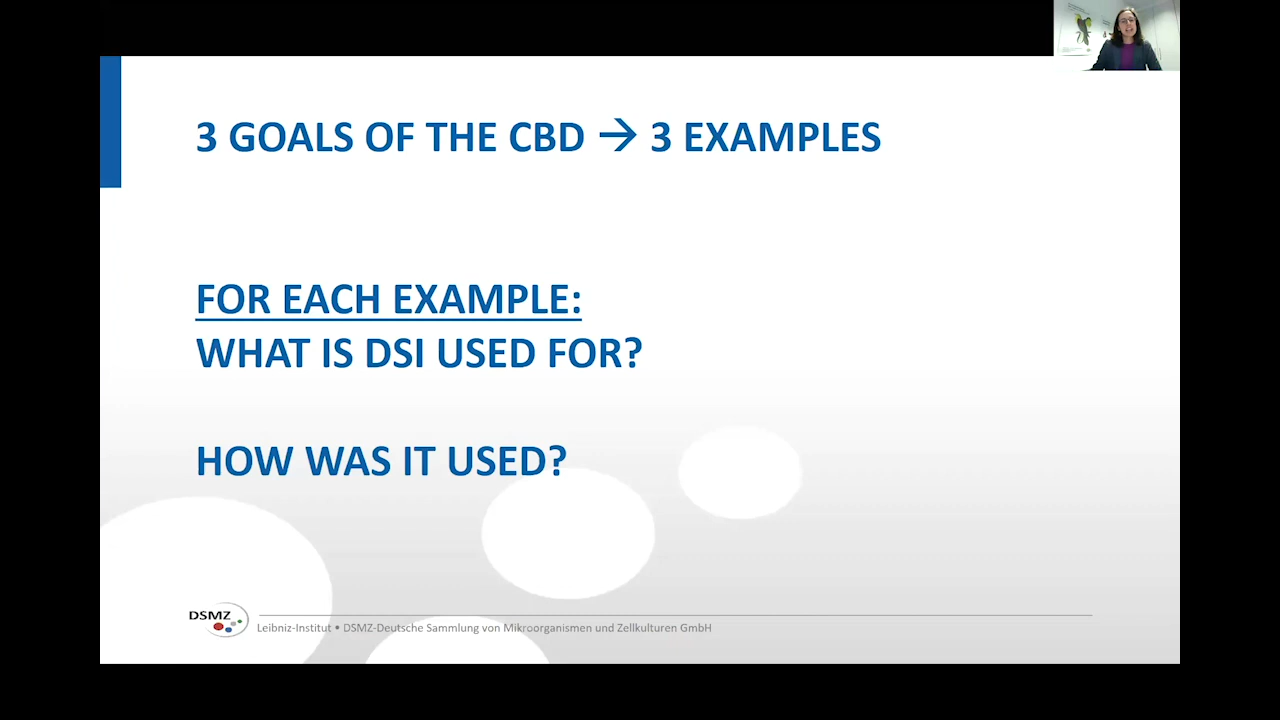 3 GOALS OF THE CBD → 3 EXAMPLES
FOR EACH EXAMPLE:
WHAT IS DSI USED FOR?
HOW WAS IT USED?
DSMZ
Leibniz-Institut • DSMZ-Deutsche Sammlung von Mikroorganismen und Zellkulturen GmbH